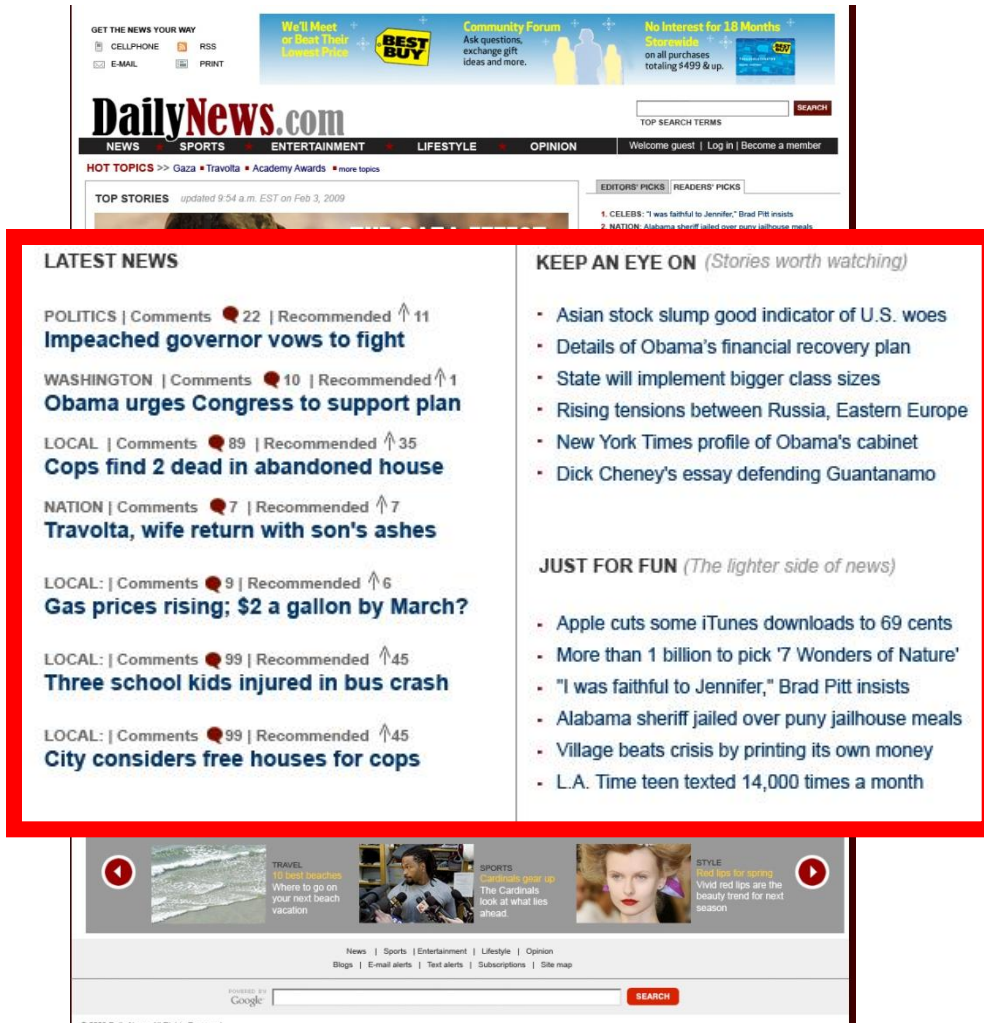 GET THE NEWS YOUR WAY
CELLPHONE RSS
E-MAIL PRINT
We'll Meet
or Beat Their
Lowest Price
BEST
BUY
Community Forum
Ask questions,
exchange gift
ideas and more.
No Interest for 18 Months
Storewide
on all purchases
totaling $499 & up.
BEST
BUY
DailyNews.com
SEARCH
TOP SEARCH TERMS
NEWS SPORTS ENTERTAINMENT LIFESTYLE OPINION Welcome guest | Log in | Become a member
HOT TOPICS >> Gaza Travolta Academy Awards more topics
TOP STORIES updated 9:54 a.m. EST on Feb 3, 2009
EDITORS' PICKS READERS' PICKS
1. CELEBS: "I was faithful to Jennifer," Brad Pitt insists
2. NATION: Alabama sheriff jailed over puny jailhouse meals
LATEST NEWS
POLITICS | Comments 22 | Recommended 11
Impeached governor vows to fight
WASHINGTON | Comments 10 | Recommended 1
Obama urges Congress to support plan
LOCAL | Comments 89 | Recommended 35
Cops find 2 dead in abandoned house
NATION | Comments 7 | Recommended 7
Travolta, wife return with son's ashes
LOCAL: | Comments 9 | Recommended 6
Gas prices rising; $2 a gallon by March?
LOCAL: | Comments 99 | Recommended 45
Three school kids injured in bus crash
LOCAL: | Comments 99 | Recommended 45
City considers free houses for cops
KEEP AN EYE ON (Stories worth watching)
Asian stock slump good indicator of U.S. woes
Details of Obama's financial recovery plan
State will implement bigger class sizes
Rising tensions between Russia, Eastern Europe
New York Times profile of Obama's cabinet
Dick Cheney's essay defending Guantanamo
JUST FOR FUN (The lighter side of news)
Apple cuts some iTunes downloads to 69 cents
More than 1 billion to pick '7 Wonders of Nature'
"I was faithful to Jennifer," Brad Pitt insists
Alabama sheriff jailed over puny jailhouse meals
Village beats crisis by printing its own money
L.A. Time teen texted 14,000 times a month
TRAVEL
10 best beaches
Where to go on
your next beach
vacation
SPORTS
Cardinals gear up
The Cardinals
look at what lies
ahead.
STYLE
Red lips for spring
Vivid red lips are the
beauty trend for next
season
News | Sports | Entertainment | Lifestyle | Opinion
Blogs | E-mail alerts | Text alerts | Subscriptions | Site map
POWERED BY
Google
SEARCH